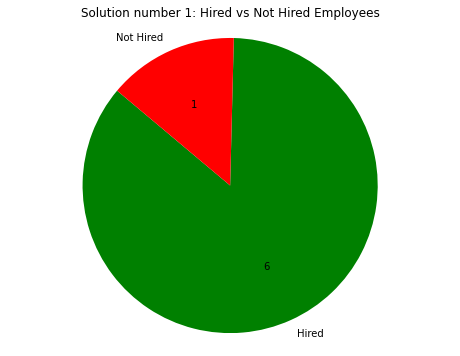 Solution number 1: Hired vs Not Hired Employees
Not Hired
1
6
Hired